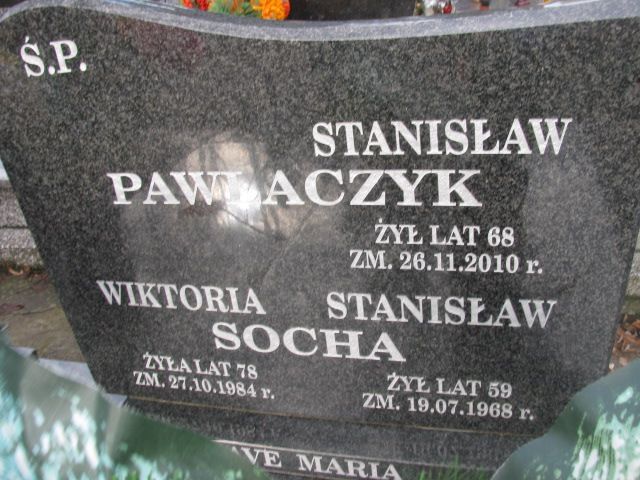 Ś.P.
STANISŁAW
PAWLACZYK
ŻYŁ LAT 68
ZM. 26.11.2010 r.
WIKTORIA STANISŁAW
SOCHA
ŻYŁA LAT 78 ŻYŁ LAT 59
ZM. 27.10.1984 r. ZM. 19.07.1968 r.
AVE MARIA